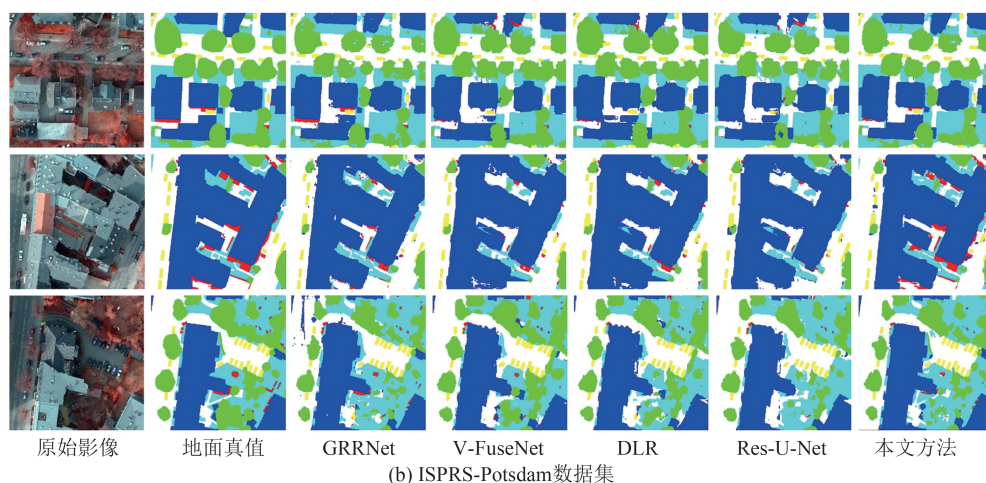 原始影像 地面真值 GRRNet V-FuseNet DLR Res-U-Net 本文方法
(b) ISPRS-Potsdam数据集